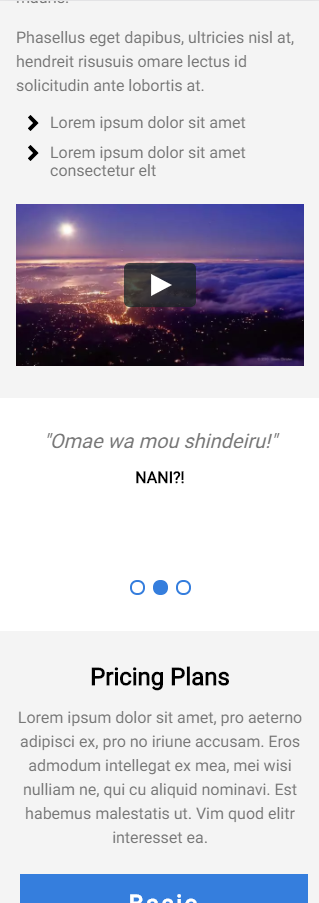 Phasellus eget dapibus, ultricies nisl at,
hendreit risusuis ornare lectus id
solicitudin ante lobortis at.
Lorem ipsum dolor sit amet
Lorem ipsum dolor sit amet
consectetur elt
"Omae wa mou shindeiru!"
NANI?!
Pricing Plans
Lorem ipsum dolor sit amet, pro aeterno
adipisci ex, pro no iriune accusam. Eros
admodum intellegat ex mea, mei wisi
nulliam ne, qui cu aliquid nominavi. Est
habemus malestatis ut. Vim quod elitr
interesset ea.